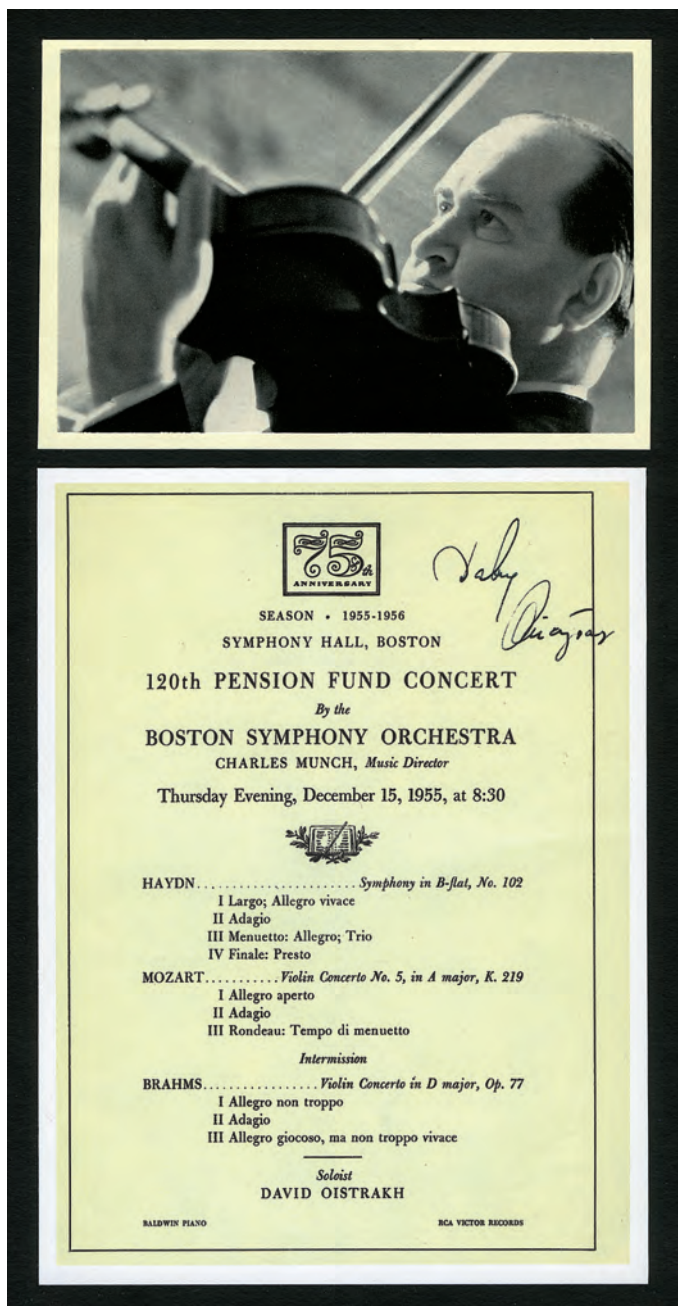 75th
ANNIVERSARY
SEASON • 1955-1956
SYMPHONY HALL, BOSTON
120th PENSION FUND CONCERT
By the
BOSTON SYMPHONY ORCHESTRA
CHARLES MUNCH, Music Director
Thursday Evening, December 15, 1955, at 8:30
HAYDN......................Symphony in B-flat, No. 102
I Largo; Allegro vivace
II Adagio
III Menuetto: Allegro; Trio
IV Finale: Presto
MOZART...........Violin Concerto No. 5, in A major, K. 219
I Allegro aperto
II Adagio
III Rondeau: Tempo di menuetto
Intermission
BRAHMS.................Violin Concerto in D major, Op. 77
I Allegro non troppo
II Adagio
III Allegro giocoso, ma non troppo vivace
Soloist
DAVID OISTRAKH
BALDWIN PIANO
RCA VICTOR RECORDS